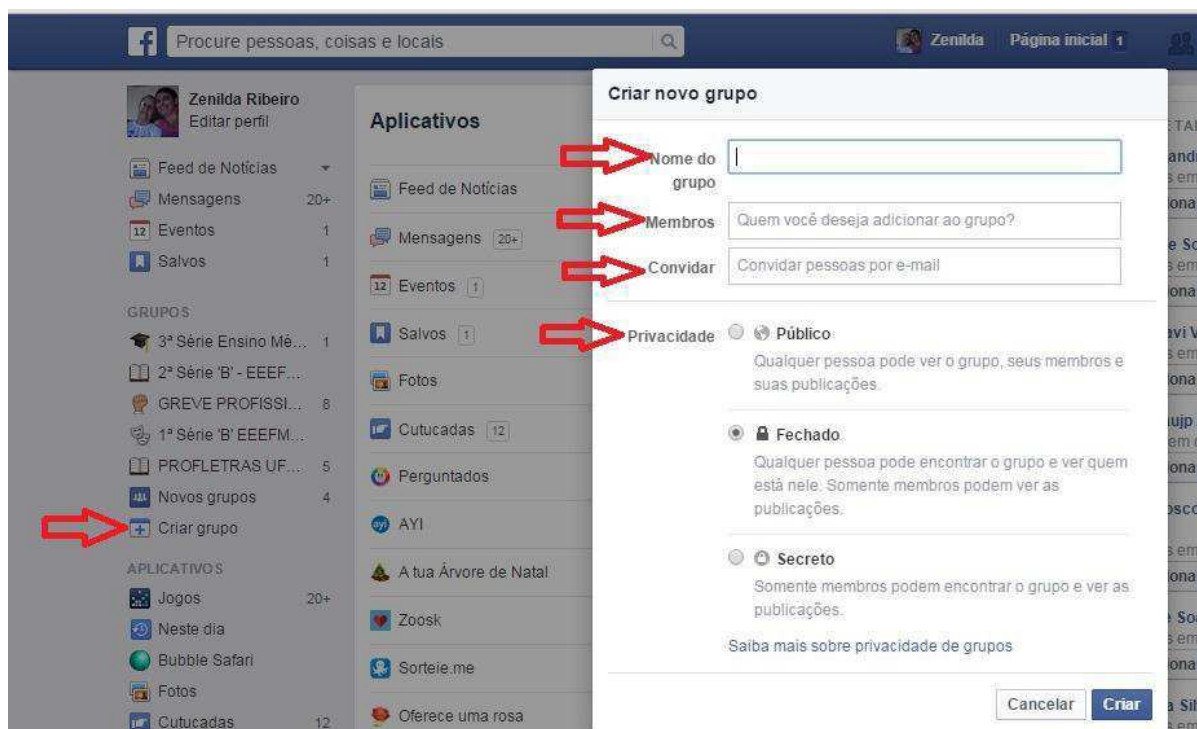 f
Procure pessoas, coisas e locais
Zenilda
Página inicial 1
Zenilda Ribeiro
Editar perfil
Feed de Notícias
Mensagens 20+
12 Eventos 1
Salvos 1
GRUPOS
3ª Série Ensino Mé... 1
2ª Série 'B' - EEEF...
GREVE PROFISSI... 8
1ª Série 'B' EEEFM...
PROFLETRAS UF... 5
Novos grupos 4
Criar grupo
APLICATIVOS
Jogos 20+
Neste dia
Bubble Safari
Fotos
Cutucadas 12
Aplicativos
Feed de Notícias
Mensagens 20+
12 Eventos 1
Salvos 1
Fotos
Cutucadas 12
Perguntados
ayi AYI
A tua Árvore de Natal
Zoosk
Sorteie.me
Oferece uma rosa
Criar novo grupo
Nome do
grupo
Membros Quem você deseja adicionar ao grupo?
Convidar Convidar pessoas por e-mail
Privacidade Público
Qualquer pessoa pode ver o grupo, seus membros e
suas publicações.
Fechado
Qualquer pessoa pode encontrar o grupo e ver quem
está nele. Somente membros podem ver as
publicações.
Secreto
Somente membros podem encontrar o grupo e ver as
publicações.
Saiba mais sobre privacidade de grupos
Cancelar Criar